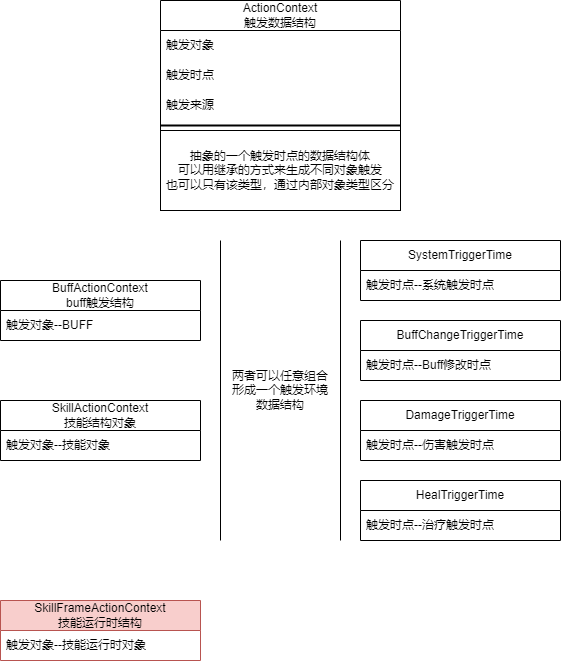 ActionContext
触发数据结构
触发对象
触发时点
触发来源
抽象的一个触发时点的数据结构体
可以用继承的方式来生成不同对象触发
也可以只有该类型，通过内部对象类型区分
BuffActionContext
buff触发结构
触发对象--BUFF
SkillActionContext
技能结构对象
触发对象--技能对象
两者可以任意组合
形成一个触发环境
数据结构
SystemTriggerTime
触发时点--系统触发时点
BuffChangeTriggerTime
触发时点--Buff修改时点
DamageTriggerTime
触发时点--伤害触发时点
HealTriggerTime
触发时点--治疗触发时点
SkillFrameActionContext
技能运行时结构
触发对象--技能运行时对象